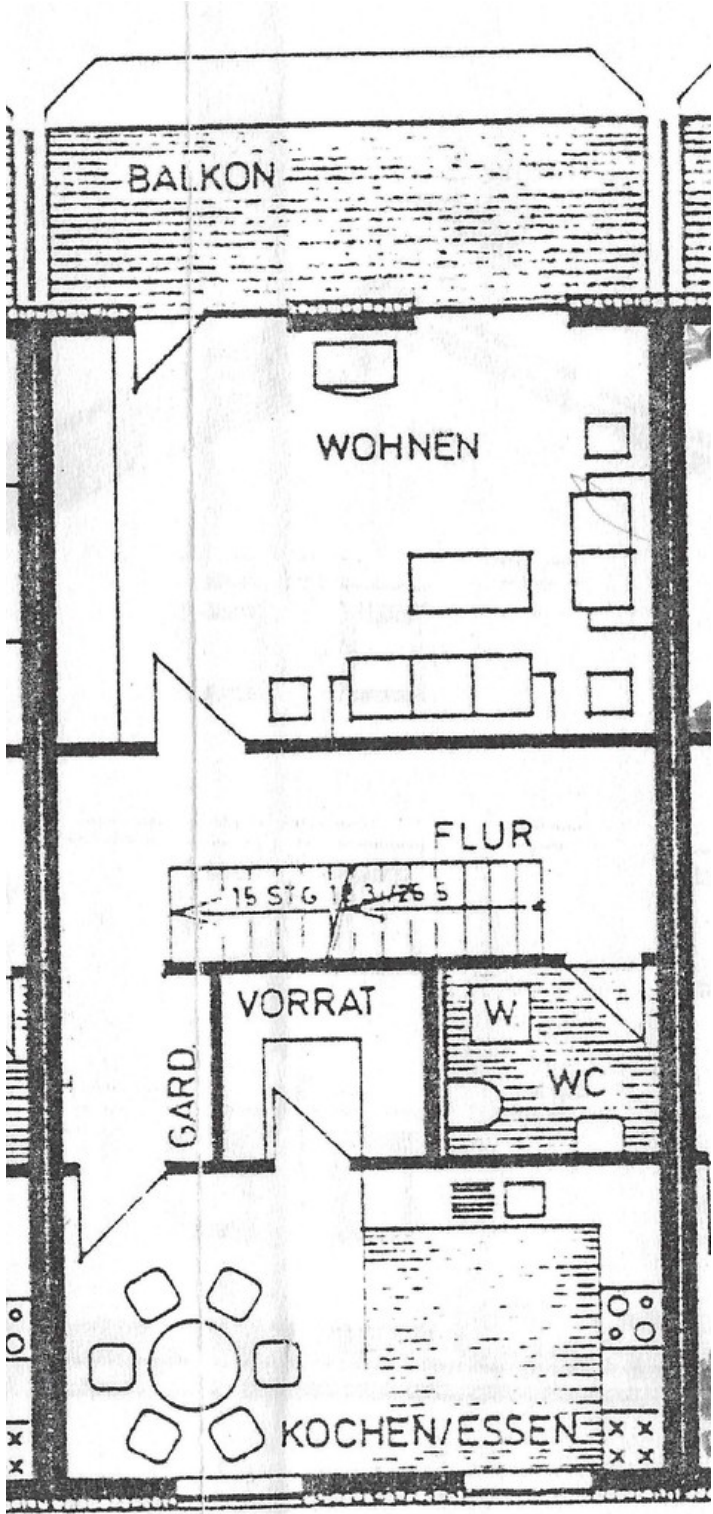 BALKON
WOHNEN
FLUR
15 STG
VORRAT
W
GARD
WC
KOCHEN/ESSEN